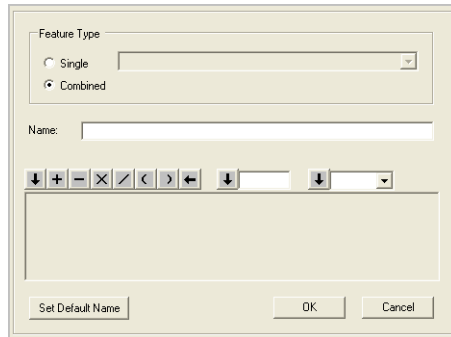 Feature Type
Single
Combined
Name:
↓ + − × / ( ) ← ↓ ↓
Set Default Name OK Cancel